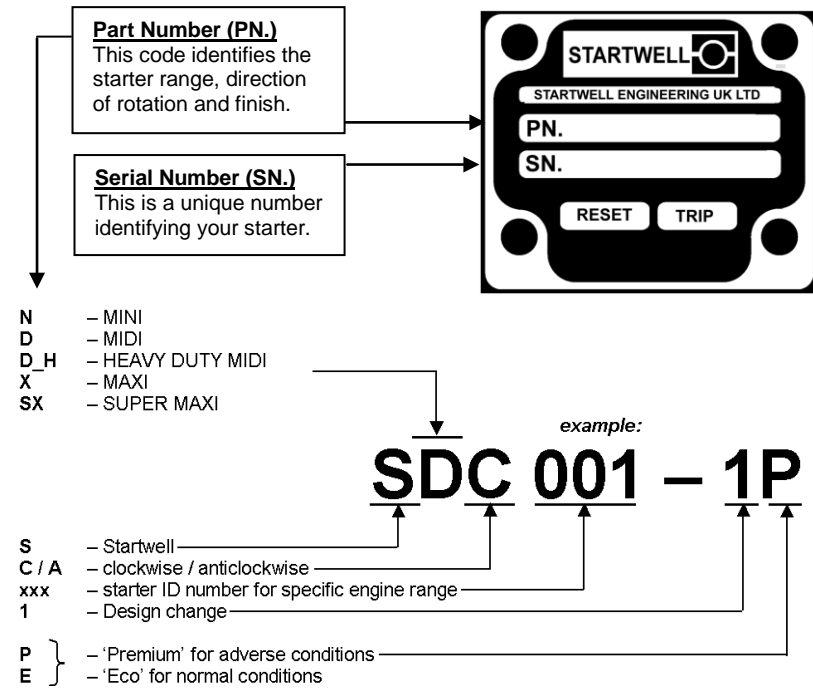 Part Number (PN.)
This code identifies the
starter range, direction
of rotation and finish.
Serial Number (SN.)
This is a unique number
identifying your starter.
STARTWELL
STARTWELL ENGINEERING UK LTD
PN.
SN.
RESET TRIP
N – MINI
D – MIDI
D_H – HEAVY DUTY MIDI
X – MAXI
SX – SUPER MAXI
example:
SDC 001 – 1P
S – Startwell
C / A – clockwise / anticlockwise
xxx – starter ID number for specific engine range
1 – Design change
P – 'Premium' for adverse conditions
E – 'Eco' for normal conditions